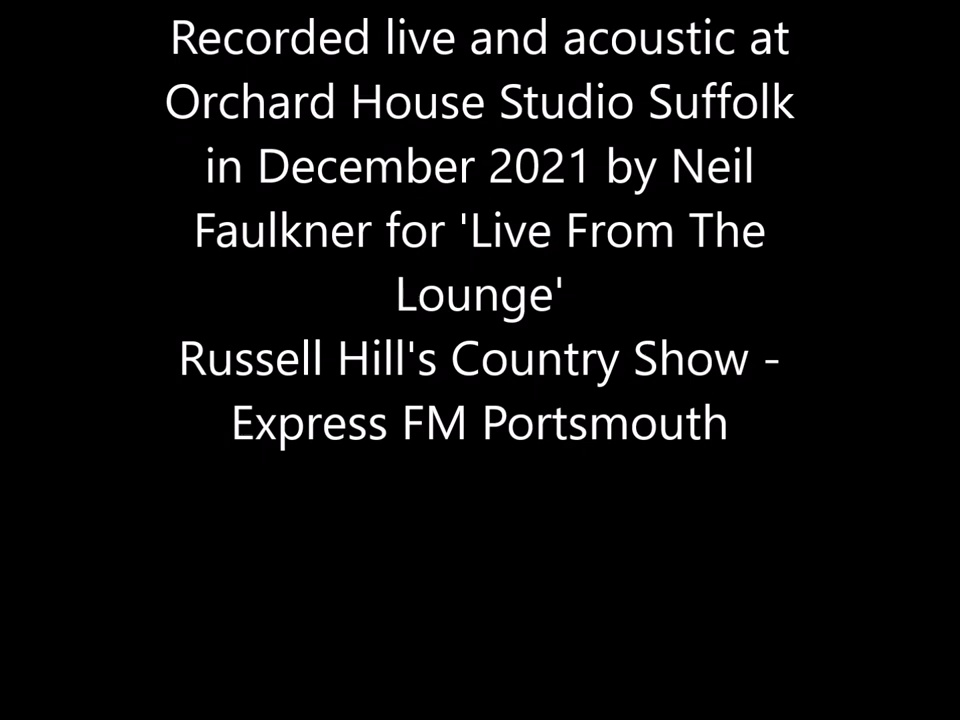 Recorded live and acoustic at
Orchard House Studio Suffolk
in December 2021 by Neil
Faulkner for 'Live From The
Lounge'
Russell Hill's Country Show -
Express FM Portsmouth